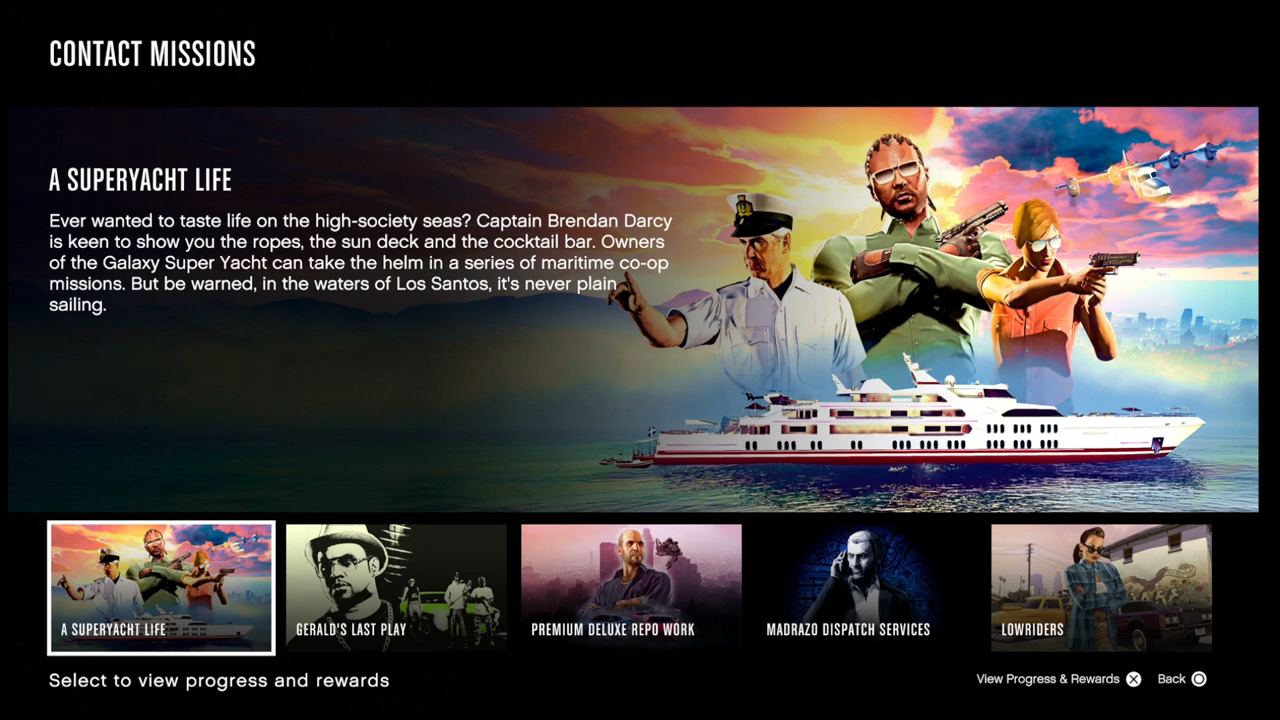 CONTACT MISSIONS
A SUPERYACHT LIFE
Ever wanted to taste life on the high-society seas? Captain Brendan Darcy
is keen to show you the ropes, the sun deck and the cocktail bar. Owners
of the Galaxy Super Yacht can take the helm in a series of maritime co-op
missions. But be warned, in the waters of Los Santos, it's never plain
sailing.
A SUPERYACHT LIFE
GERALD'S LAST PLAY
PREMIUM DELUXE REPO WORK
MADRAZO DISPATCH SERVICES
LOWRIDERS
Select to view progress and rewards
View Progress & Rewards
Back